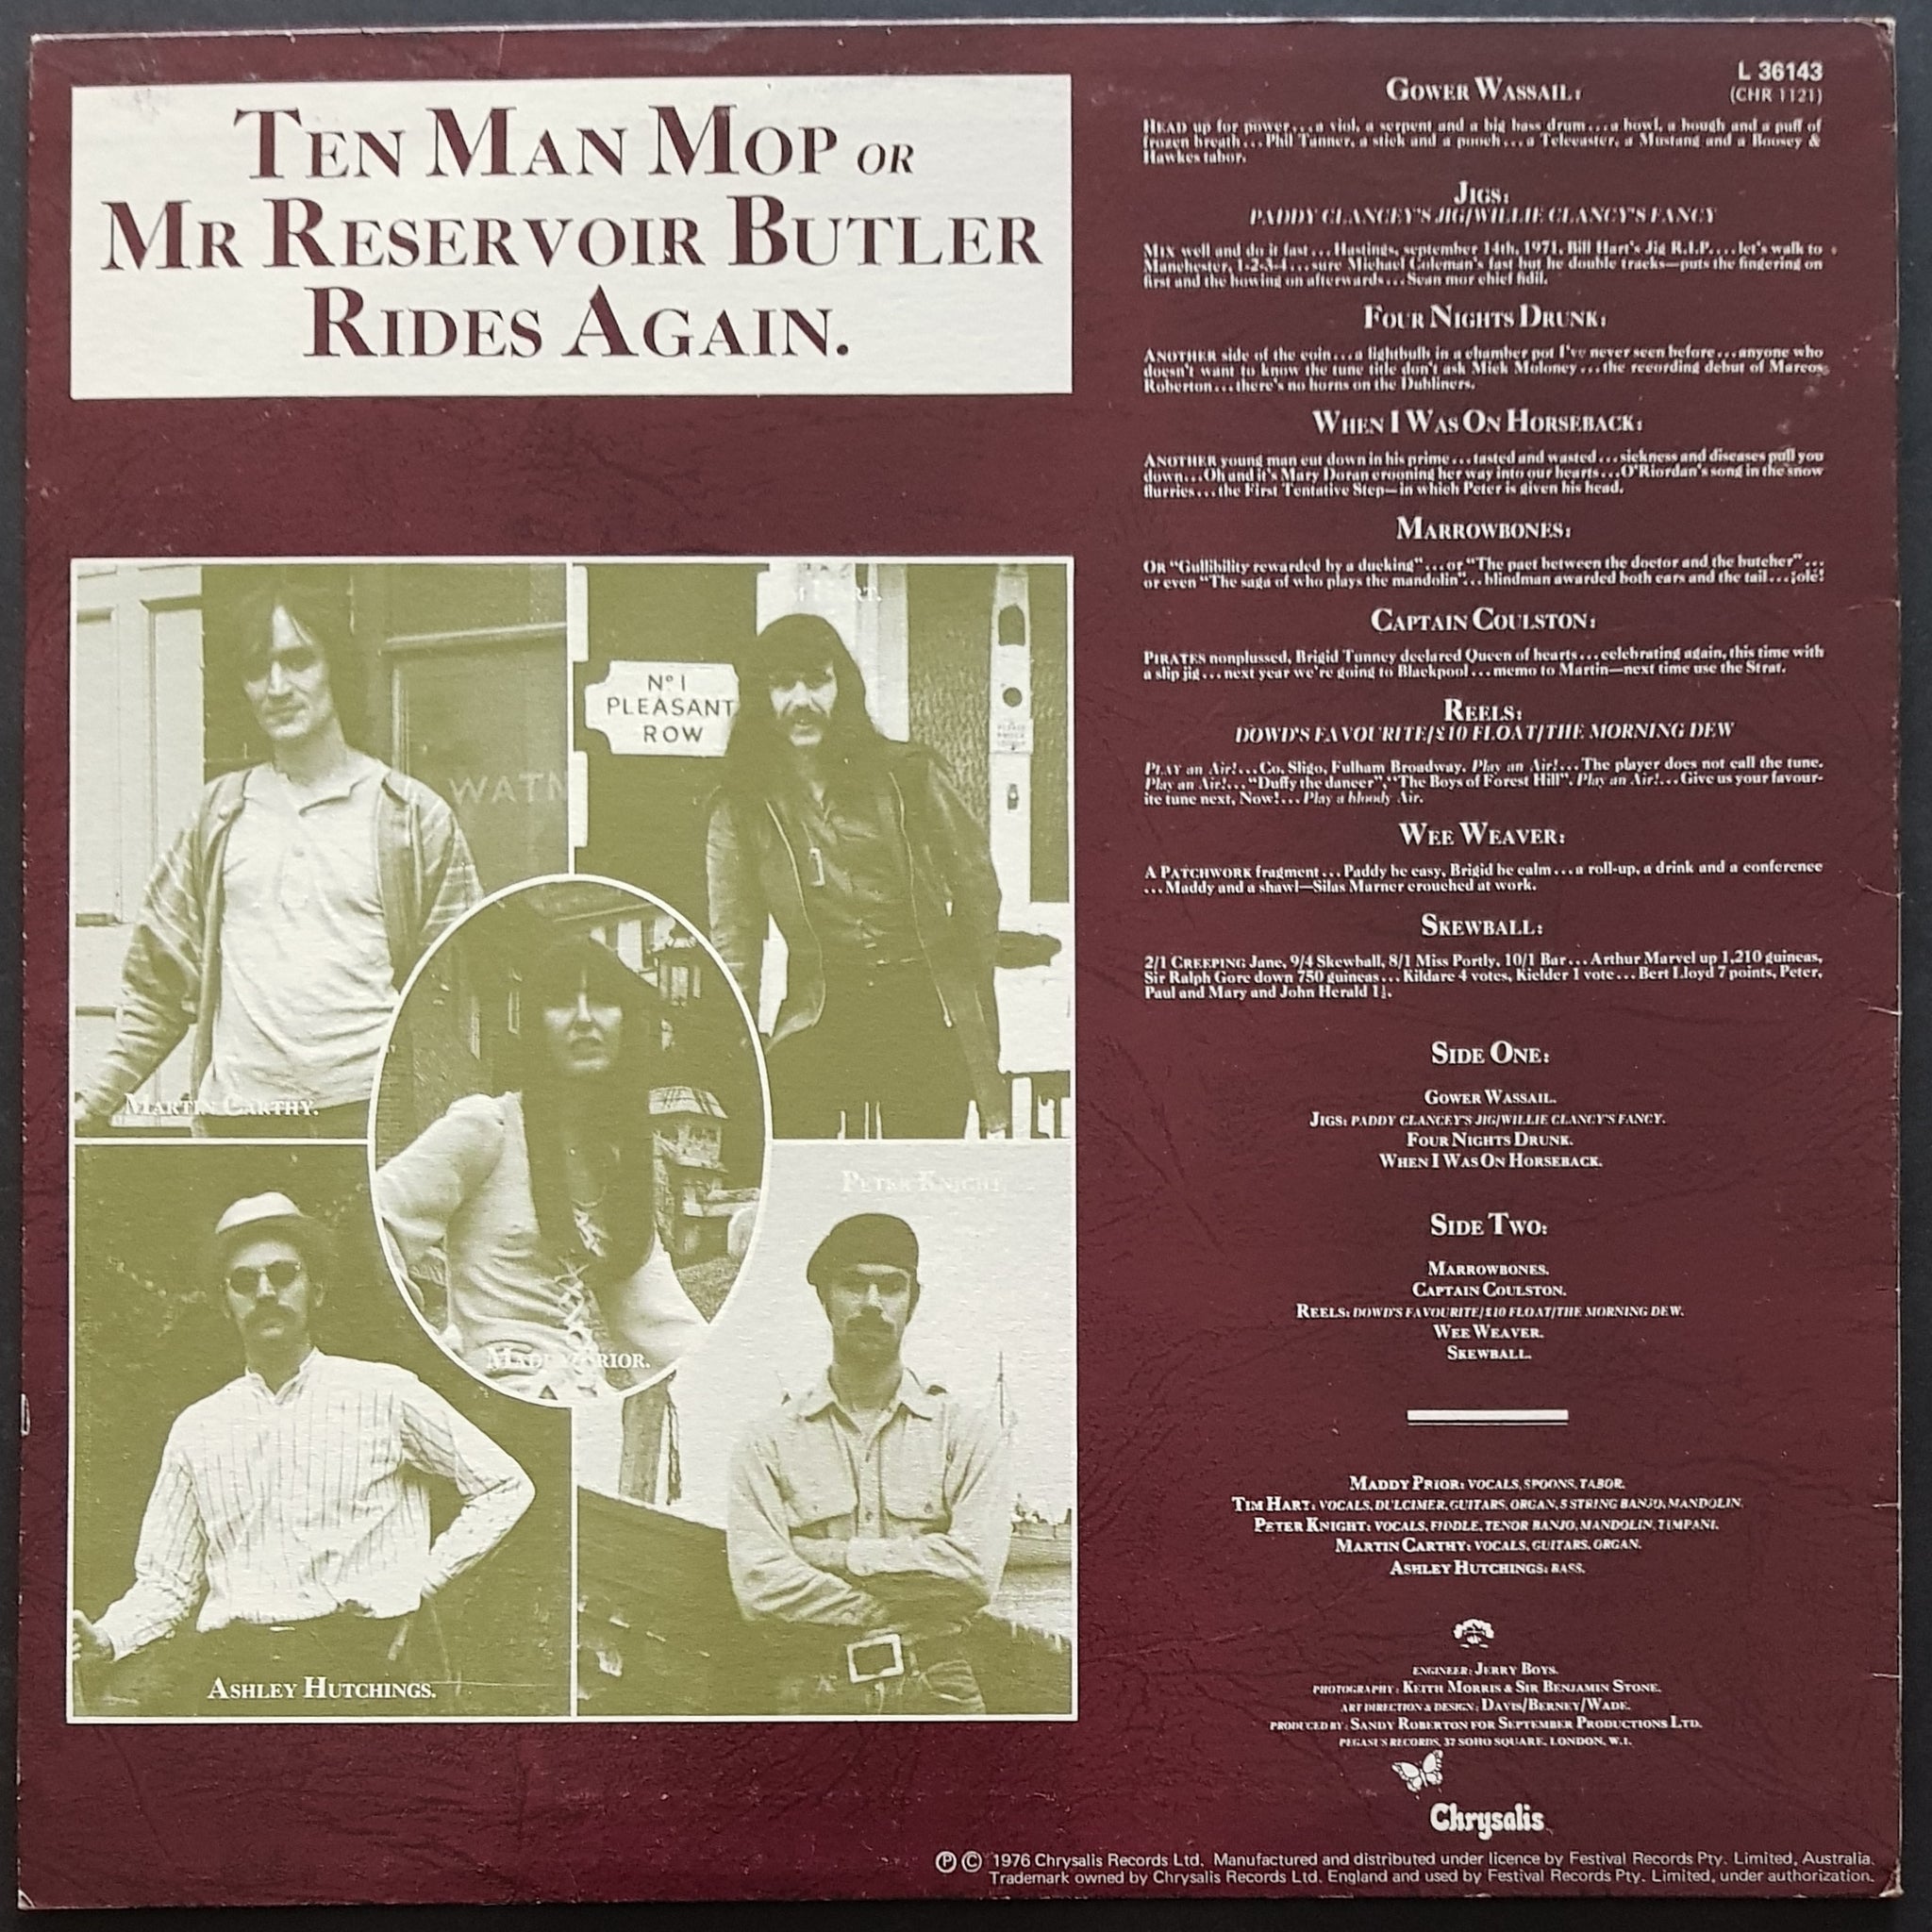 TEN MAN MOP OR
MR RESERVOIR BUTLER
RIDES AGAIN.
Nº 1
PLEASANT
ROW
WATN
MARTIN CARTHY.
MADDY PRIOR.
PETER KNIGHT.
ASHLEY HUTCHINGS.
L 36143
(CHR 1121)
GOWER WASSAIL:
HEAD up for power...a viol, a serpent and a big bass drum...a bowl, a bough and a puff of
frozen breath...Phil Tanner, a stick and a pooch...a Telecaster, a Mustang and a Boosey &
Hawkes tabor.
JIGS:
PADDY CLANCEY'S JIG/WILLIE CLANCY'S FANCY
MIX well and do it fast...Hastings, september 14th, 1971, Bill Hart's Jig R.I.P....let's walk to
Manchester, 1-2-3-4...sure Michael Coleman's fast but he double tracks—puts the fingering on
first and the bowing on afterwards...Sean mor chief fidil.
FOUR NIGHTS DRUNK:
ANOTHER side of the coin...a lightbulb in a chamber pot I've never seen before...anyone who
doesn't want to know the tune title don't ask Mick Moloney...the recording debut of Marcos
Roberton...there's no horns on the Dubliners.
WHEN I WAS ON HORSEBACK:
ANOTHER young man cut down in his prime...tasted and wasted...sickness and diseases pull you
down...Oh and it's Mary Doran crooning her way into our hearts...O'Riordan's song in the snow
flurries...the First Tentative Step—in which Peter is given his head.
MARROWBONES:
OR "Gullibility rewarded by a ducking"...or "The pact between the doctor and the butcher"...
or even "The saga of who plays the mandolin"...blindman awarded both ears and the tail...¡olé!
CAPTAIN COULSTON:
PIRATES nonplussed, Brigid Tunney declared Queen of hearts...celebrating again, this time with
a slip jig...next year we're going to Blackpool...memo to Martin—next time use the Strat.
REELS:
DOWD'S FAVOURITE/£10 FLOAT/THE MORNING DEW
PLAY an Air!...Co. Sligo, Fulham Broadway. Play an Air!...The player does not call the tune.
Play an Air!..."Duffy the dancer","The Boys of Forest Hill". Play an Air!...Give us your favour-
ite tune next, Now!...Play a bloody Air.
WEE WEAVER:
A PATCHWORK fragment...Paddy be easy, Brigid be calm...a roll-up, a drink and a conference
...Maddy and a shawl—Silas Marner crouched at work.
SKEWBALL:
2/1 CREEPING Jane, 9/4 Skewball, 8/1 Miss Portly, 10/1 Bar...Arthur Marvel up 1,210 guineas,
Sir Ralph Gore down 750 guineas...Kildare 4 votes, Kielder 1 vote...Bert Lloyd 7 points, Peter,
Paul and Mary and John Herald 1½.
SIDE ONE:
GOWER WASSAIL.
JIGS: PADDY CLANCEY'S JIG/WILLIE CLANCY'S FANCY.
FOUR NIGHTS DRUNK.
WHEN I WAS ON HORSEBACK.
SIDE TWO:
MARROWBONES.
CAPTAIN COULSTON.
REELS: DOWD'S FAVOURITE/£10 FLOAT/THE MORNING DEW.
WEE WEAVER.
SKEWBALL.
MADDY PRIOR: VOCALS, SPOONS, TABOR.
TIM HART: VOCALS, DULCIMER, GUITARS, ORGAN, 5 STRING BANJO, MANDOLIN.
PETER KNIGHT: VOCALS, FIDDLE, TENOR BANJO, MANDOLIN, TIMPANI.
MARTIN CARTHY: VOCALS, GUITARS, ORGAN.
ASHLEY HUTCHINGS: BASS.
ENGINEER: JERRY BOYS.
PHOTOGRAPHY: KEITH MORRIS & SIR BENJAMIN STONE.
ART DIRECTION & DESIGN: DAVIS/BERNEY/WADE.
PRODUCED BY: SANDY ROBERTON FOR SEPTEMBER PRODUCTIONS LTD.
PEGASUS RECORDS, 37 SOHO SQUARE, LONDON, W.1.
Chrysalis
℗ © 1976 Chrysalis Records Ltd. Manufactured and distributed under licence by Festival Records Pty. Limited, Australia.
Trademark owned by Chrysalis Records Ltd. England and used by Festival Records Pty. Limited, under authorization.